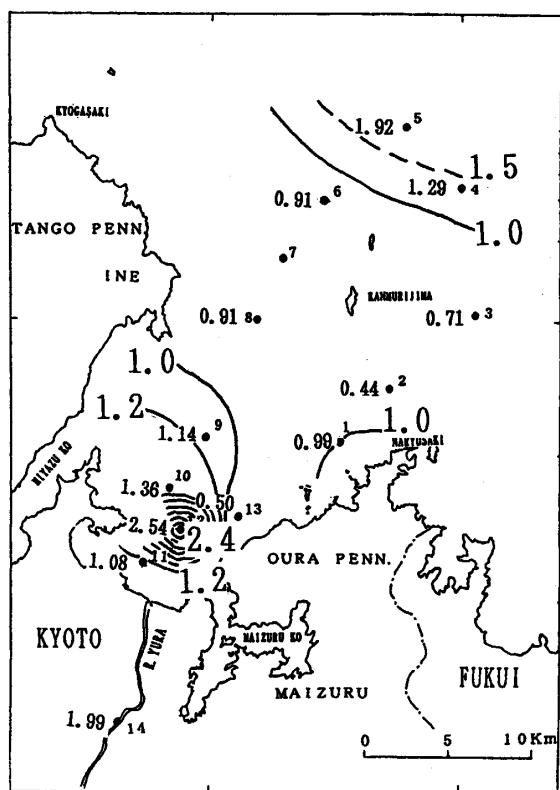 KYOGASAKI
1.92 5
1.5
1.29 4
0.91 6
1.0
TANGO PENN.
7
INE
KANMURIJIMA
0.91 8
0.71 3
1.0
0.44 2
1.2
1.14 9
1.0
0.99 1
MIYAZU KO
10
1.36
0.50
13
2.54
2.4
1.08 11
OURA PENN.
1.2
KYOTO
R. YURA
MAIZURU KO
FUKUI
MAIZURU
1.99 14
0 5 10Km